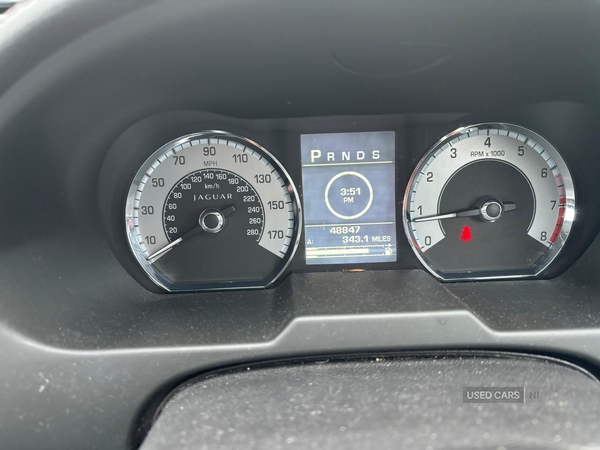 MPH
10 30 50 70 90 110 130 150 170
km/h
20 40 60 80 100 120 140 160 180 200 220 240 260 280
JAGUAR
P R N D S
3:51
PM
48847
A: 343.1 MILES
RPM x 1000
0 1 2 3 4 5 6 7 8
USED CARS NI